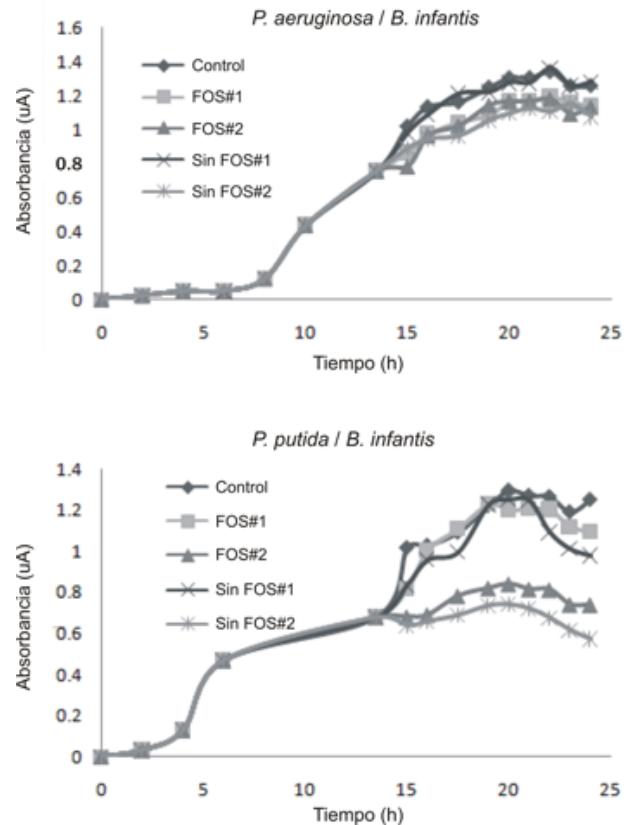 P. aeruginosa / B. infantis
Absorbancia (uA)
1.6
1.4
1.2
1
0.8
0.6
0.4
0.2
0
Control
FOS#1
FOS#2
Sin FOS#1
Sin FOS#2
0 5 10 15 20 25
Tiempo (h)
P. putida / B. infantis
Absorbancia (uA)
1.4
1.2
1
0.8
0.6
0.4
0.2
0
Control
FOS#1
FOS#2
Sin FOS#1
Sin FOS#2
0 5 10 15 20 25
Tiempo (h)